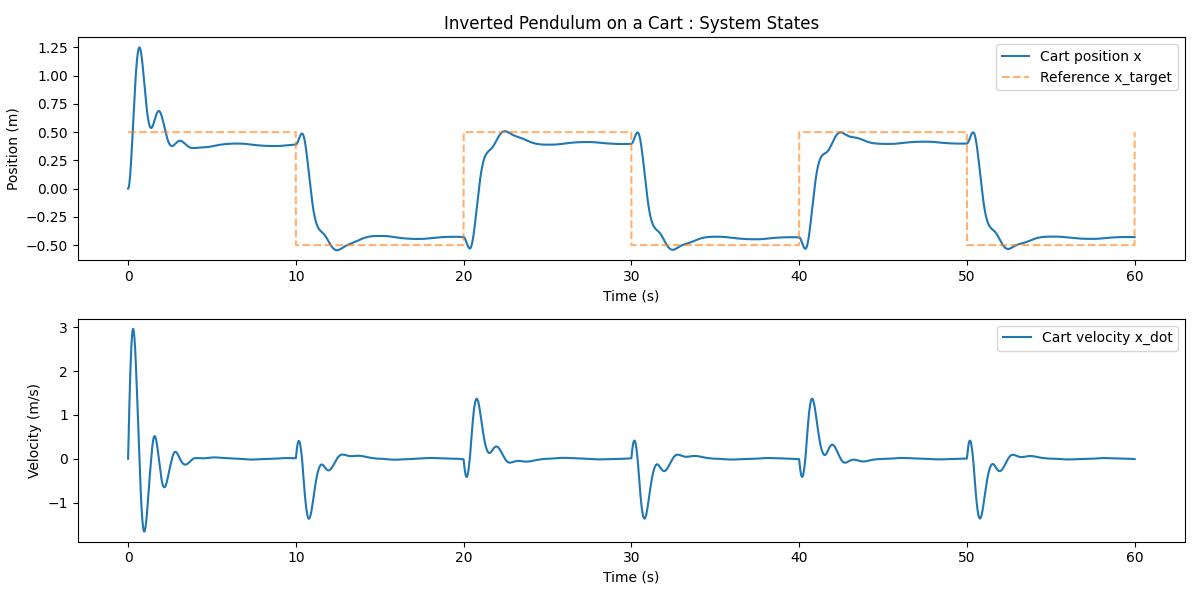 Inverted Pendulum on a Cart : System States
1.25
1.00
0.75
0.50
0.25
0.00
−0.25
−0.50
Position (m)
Cart position x
Reference x_target
0 10 20 30 40 50 60
Time (s)
3
2
1
0
−1
Velocity (m/s)
Cart velocity x_dot
0 10 20 30 40 50 60
Time (s)